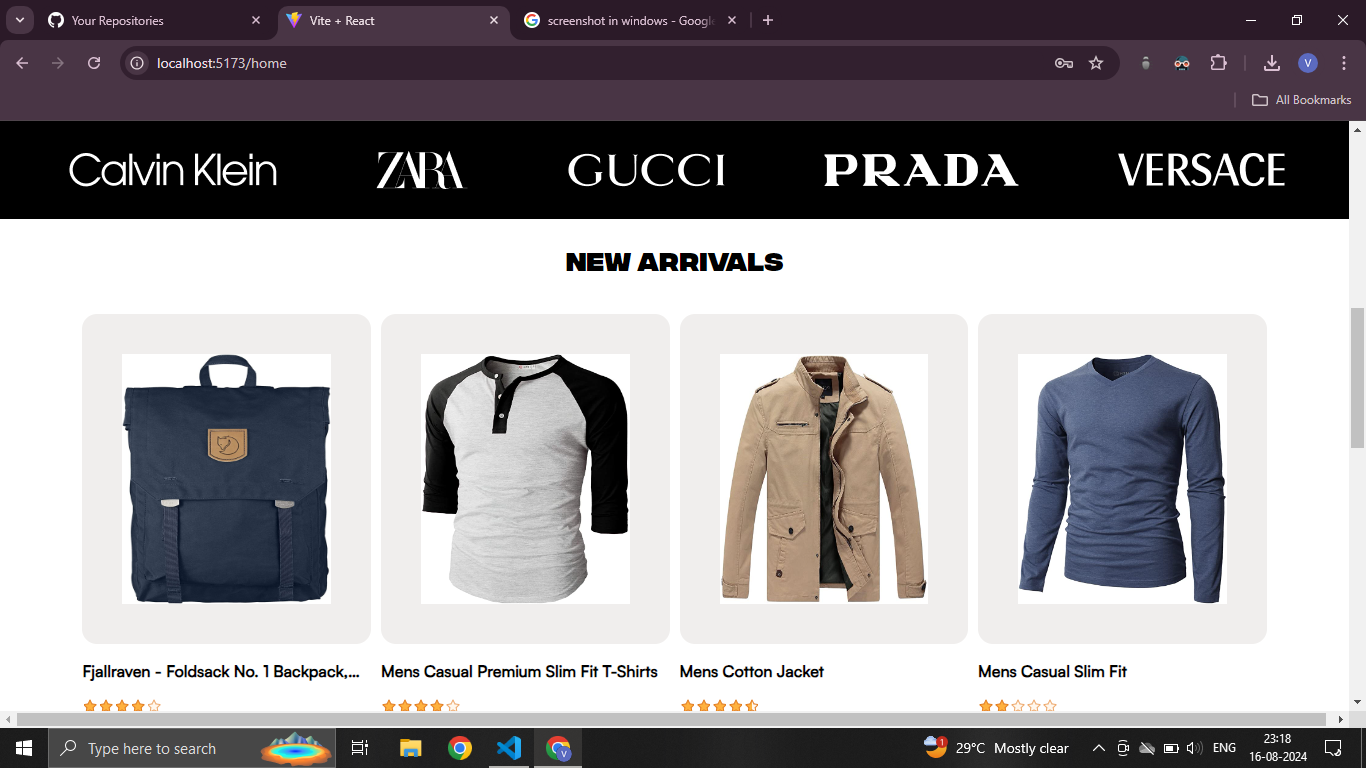 Your Repositories
Vite + React
screenshot in windows - Google
localhost:5173/home
V
All Bookmarks
Calvin Klein ZARA GUCCI PRADA VERSACE
NEW ARRIVALS
Fjallraven - Foldsack No. 1 Backpack,...
Mens Casual Premium Slim Fit T-Shirts
Mens Cotton Jacket
Mens Casual Slim Fit
Type here to search
V
1
29°C Mostly clear
ENG
23:18
16-08-2024